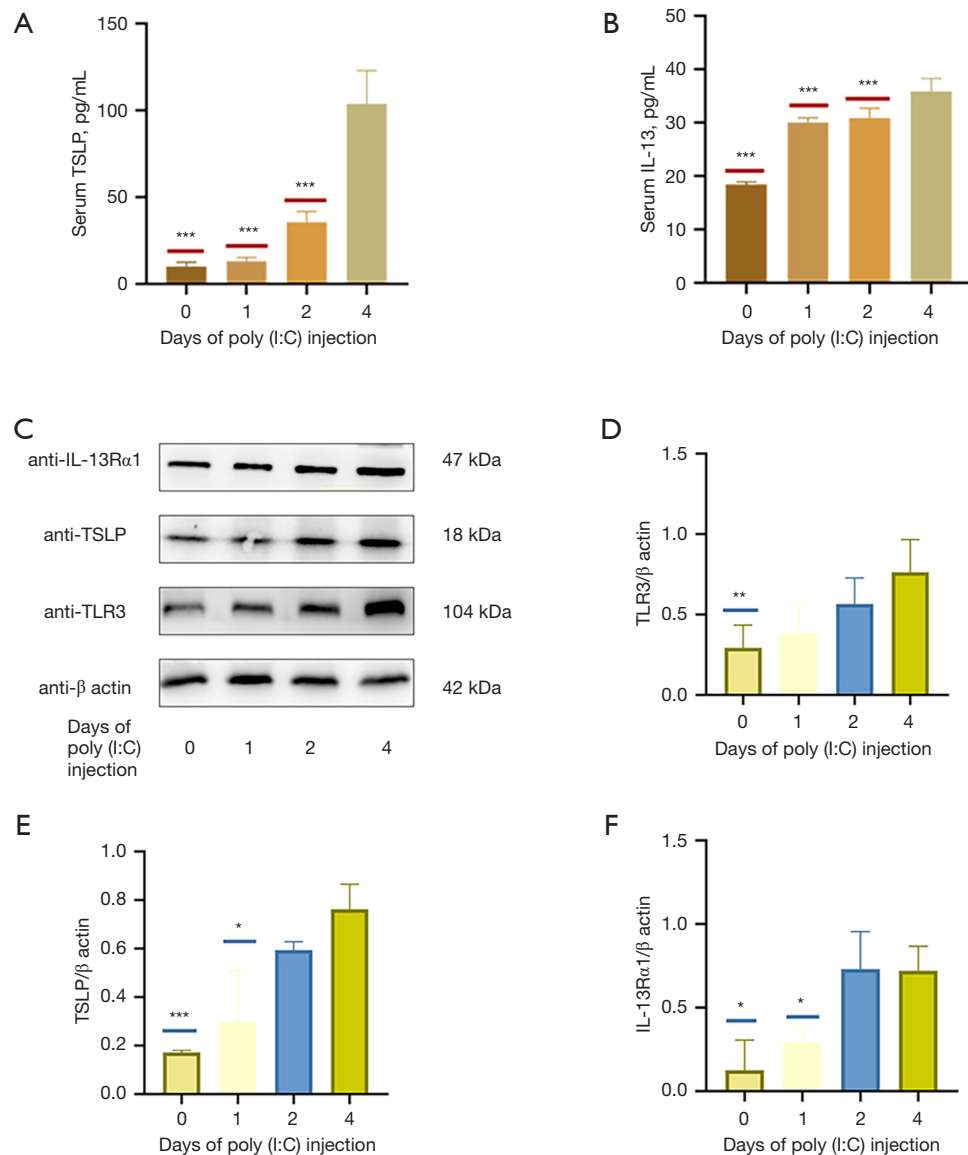 A
Serum TSLP, pg/mL
150
100
50
0
***
***
***
0 1 2 4
Days of poly (I:C) injection
B
Serum IL-13, pg/mL
50
40
30
20
10
0
***
***
***
0 1 2 4
Days of poly (I:C) injection
C
anti-IL-13Rα1 47 kDa
anti-TSLP 18 kDa
anti-TLR3 104 kDa
anti-β actin 42 kDa
Days of
poly (I:C)
injection
0 1 2 4
D
TLR3/β actin
1.5
1.0
0.5
0.0
**
0 1 2 4
Days of poly (I:C) injection
E
TSLP/β actin
1.0
0.8
0.6
0.4
0.2
0.0
***
*
0 1 2 4
Days of poly (I:C) injection
F
IL-13Rα1/β actin
1.5
1.0
0.5
0.0
*
*
0 1 2 4
Days of poly (I:C) injection